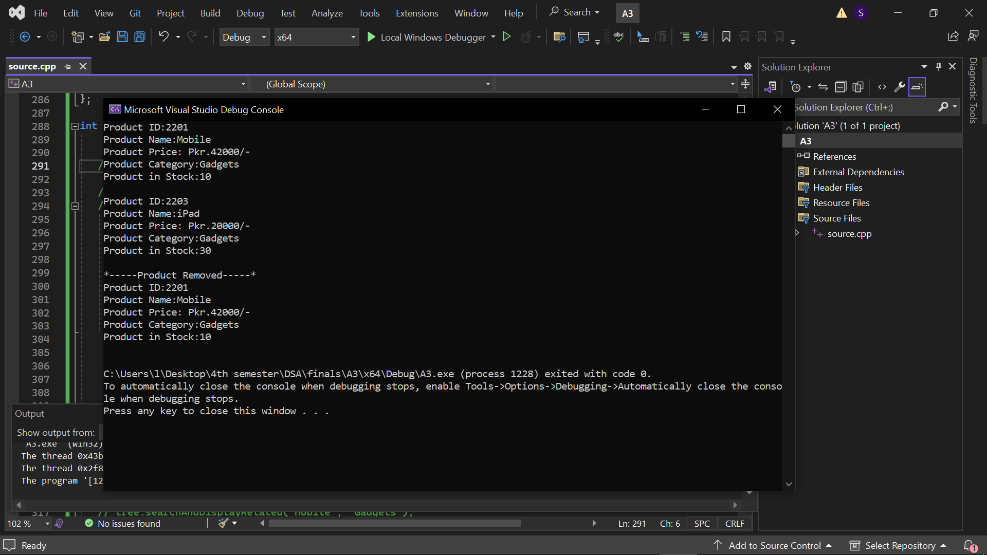 File Edit View Git Project Build Debug Test Analyze Tools Extensions Window Help Search A3 S
Debug x64 Local Windows Debugger
source.cpp
A3 (Global Scope)
Solution Explorer
Solution Explorer (Ctrl+;)
lution 'A3' (1 of 1 project)
A3
References
External Dependencies
Header Files
Resource Files
Source Files
source.cpp
Diagnostic Tools
286 };
287
288 int
289
290
291 /
292
293 /
294 /
295
296
297
298
299
300
301
302
303
304
305
306
307
308
Microsoft Visual Studio Debug Console
Product ID:2201
Product Name:Mobile
Product Price: Pkr.42000/-
Product Category:Gadgets
Product in Stock:10
Product ID:2203
Product Name:iPad
Product Price: Pkr.20000/-
Product Category:Gadgets
Product in Stock:30
*-----Product Removed-----*
Product ID:2201
Product Name:Mobile
Product Price: Pkr.42000/-
Product Category:Gadgets
Product in Stock:10
C:\Users\l\Desktop\4th semester\DSA\finals\A3\x64\Debug\A3.exe (process 1228) exited with code 0.
To automatically close the console when debugging stops, enable Tools->Options->Debugging->Automatically close the conso
le when debugging stops.
Press any key to close this window . . .
Output
Show output from:
'A3.exe' (Win32)
The thread 0x43b
The thread 0x2f8
The program '[12
102 % No issues found Ln: 291 Ch: 6 SPC CRLF
Ready Add to Source Control Select Repository 1